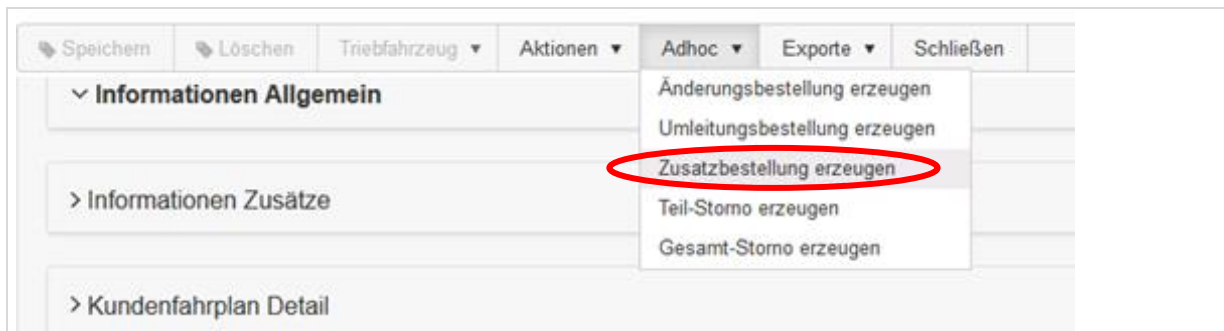 Speichern Löschen Triebfahrzeug Aktionen Adhoc Exporte Schließen
Informationen Allgemein
Änderungsbestellung erzeugen
Umleitungsbestellung erzeugen
Zusatzbestellung erzeugen
Informationen Zusätze
Teil-Storno erzeugen
Gesamt-Storno erzeugen
Kundenfahrplan Detail